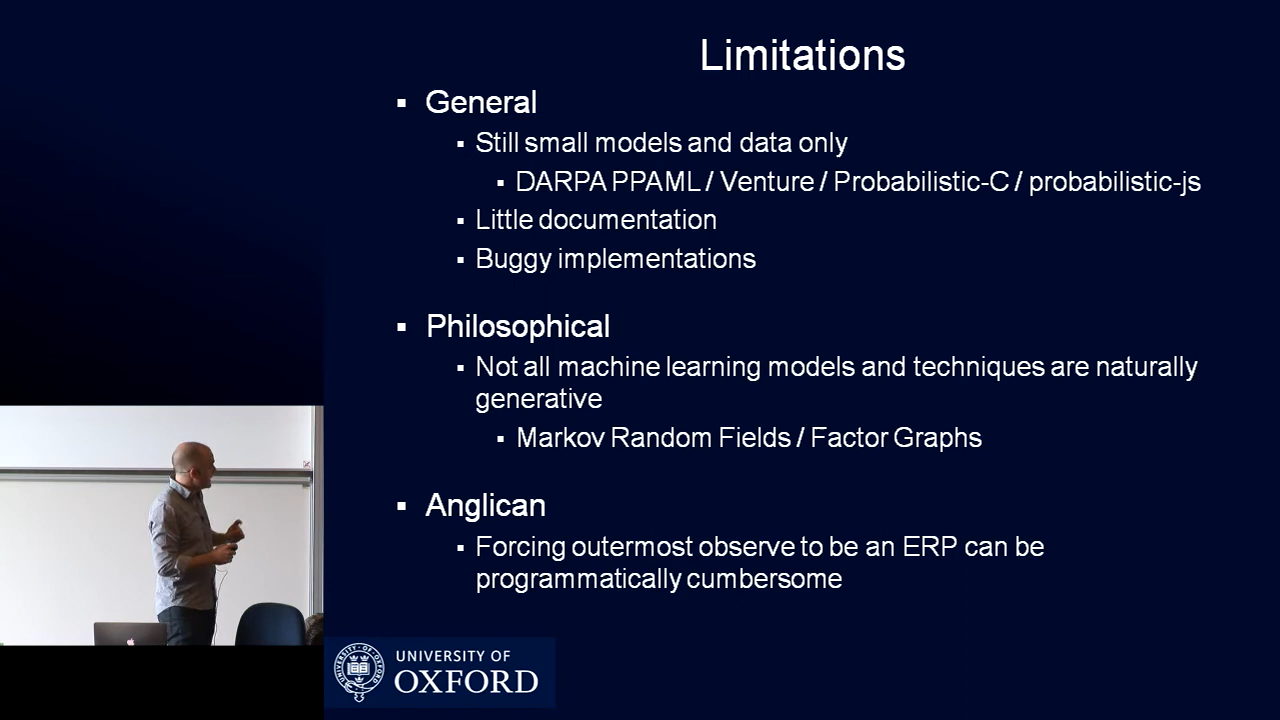 Limitations
▪ General
▪ Still small models and data only
▪ DARPA PPAML / Venture / Probabilistic-C / probabilistic-js
▪ Little documentation
▪ Buggy implementations
▪ Philosophical
▪ Not all machine learning models and techniques are naturally
generative
▪ Markov Random Fields / Factor Graphs
▪ Anglican
▪ Forcing outermost observe to be an ERP can be
programmatically cumbersome
UNIVERSITY OF
OXFORD